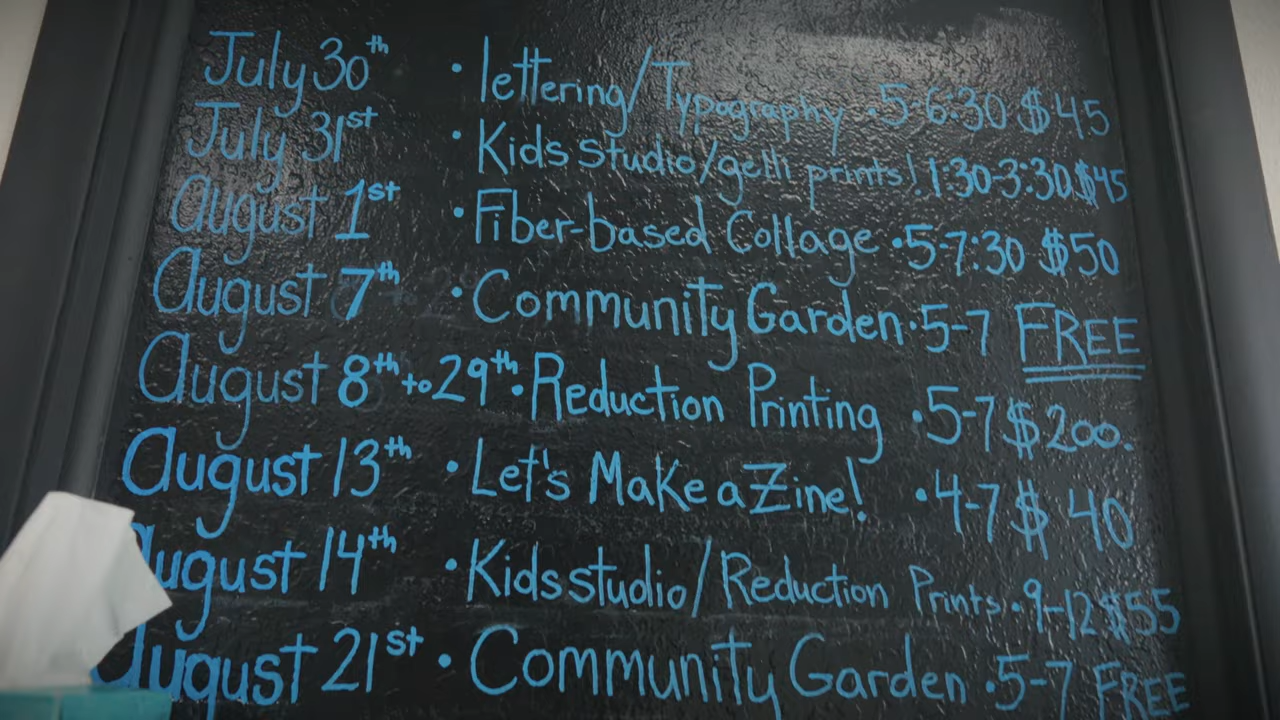 July 30th • lettering/Typography • 5-6:30 $45
July 31st • Kids studio/gelli prints! 1:30-3:30 $45
August 1st • Fiber-based Collage • 5-7:30 $50
August 7th • Community Garden • 5-7 FREE
August 8th to 29th • Reduction Printing • 5-7 $200.
August 13th • Let's Make a Zine! • 4-7 $40
August 14th • Kids studio/Reduction Prints • 9-12 $55
August 21st • Community Garden • 5-7 FREE